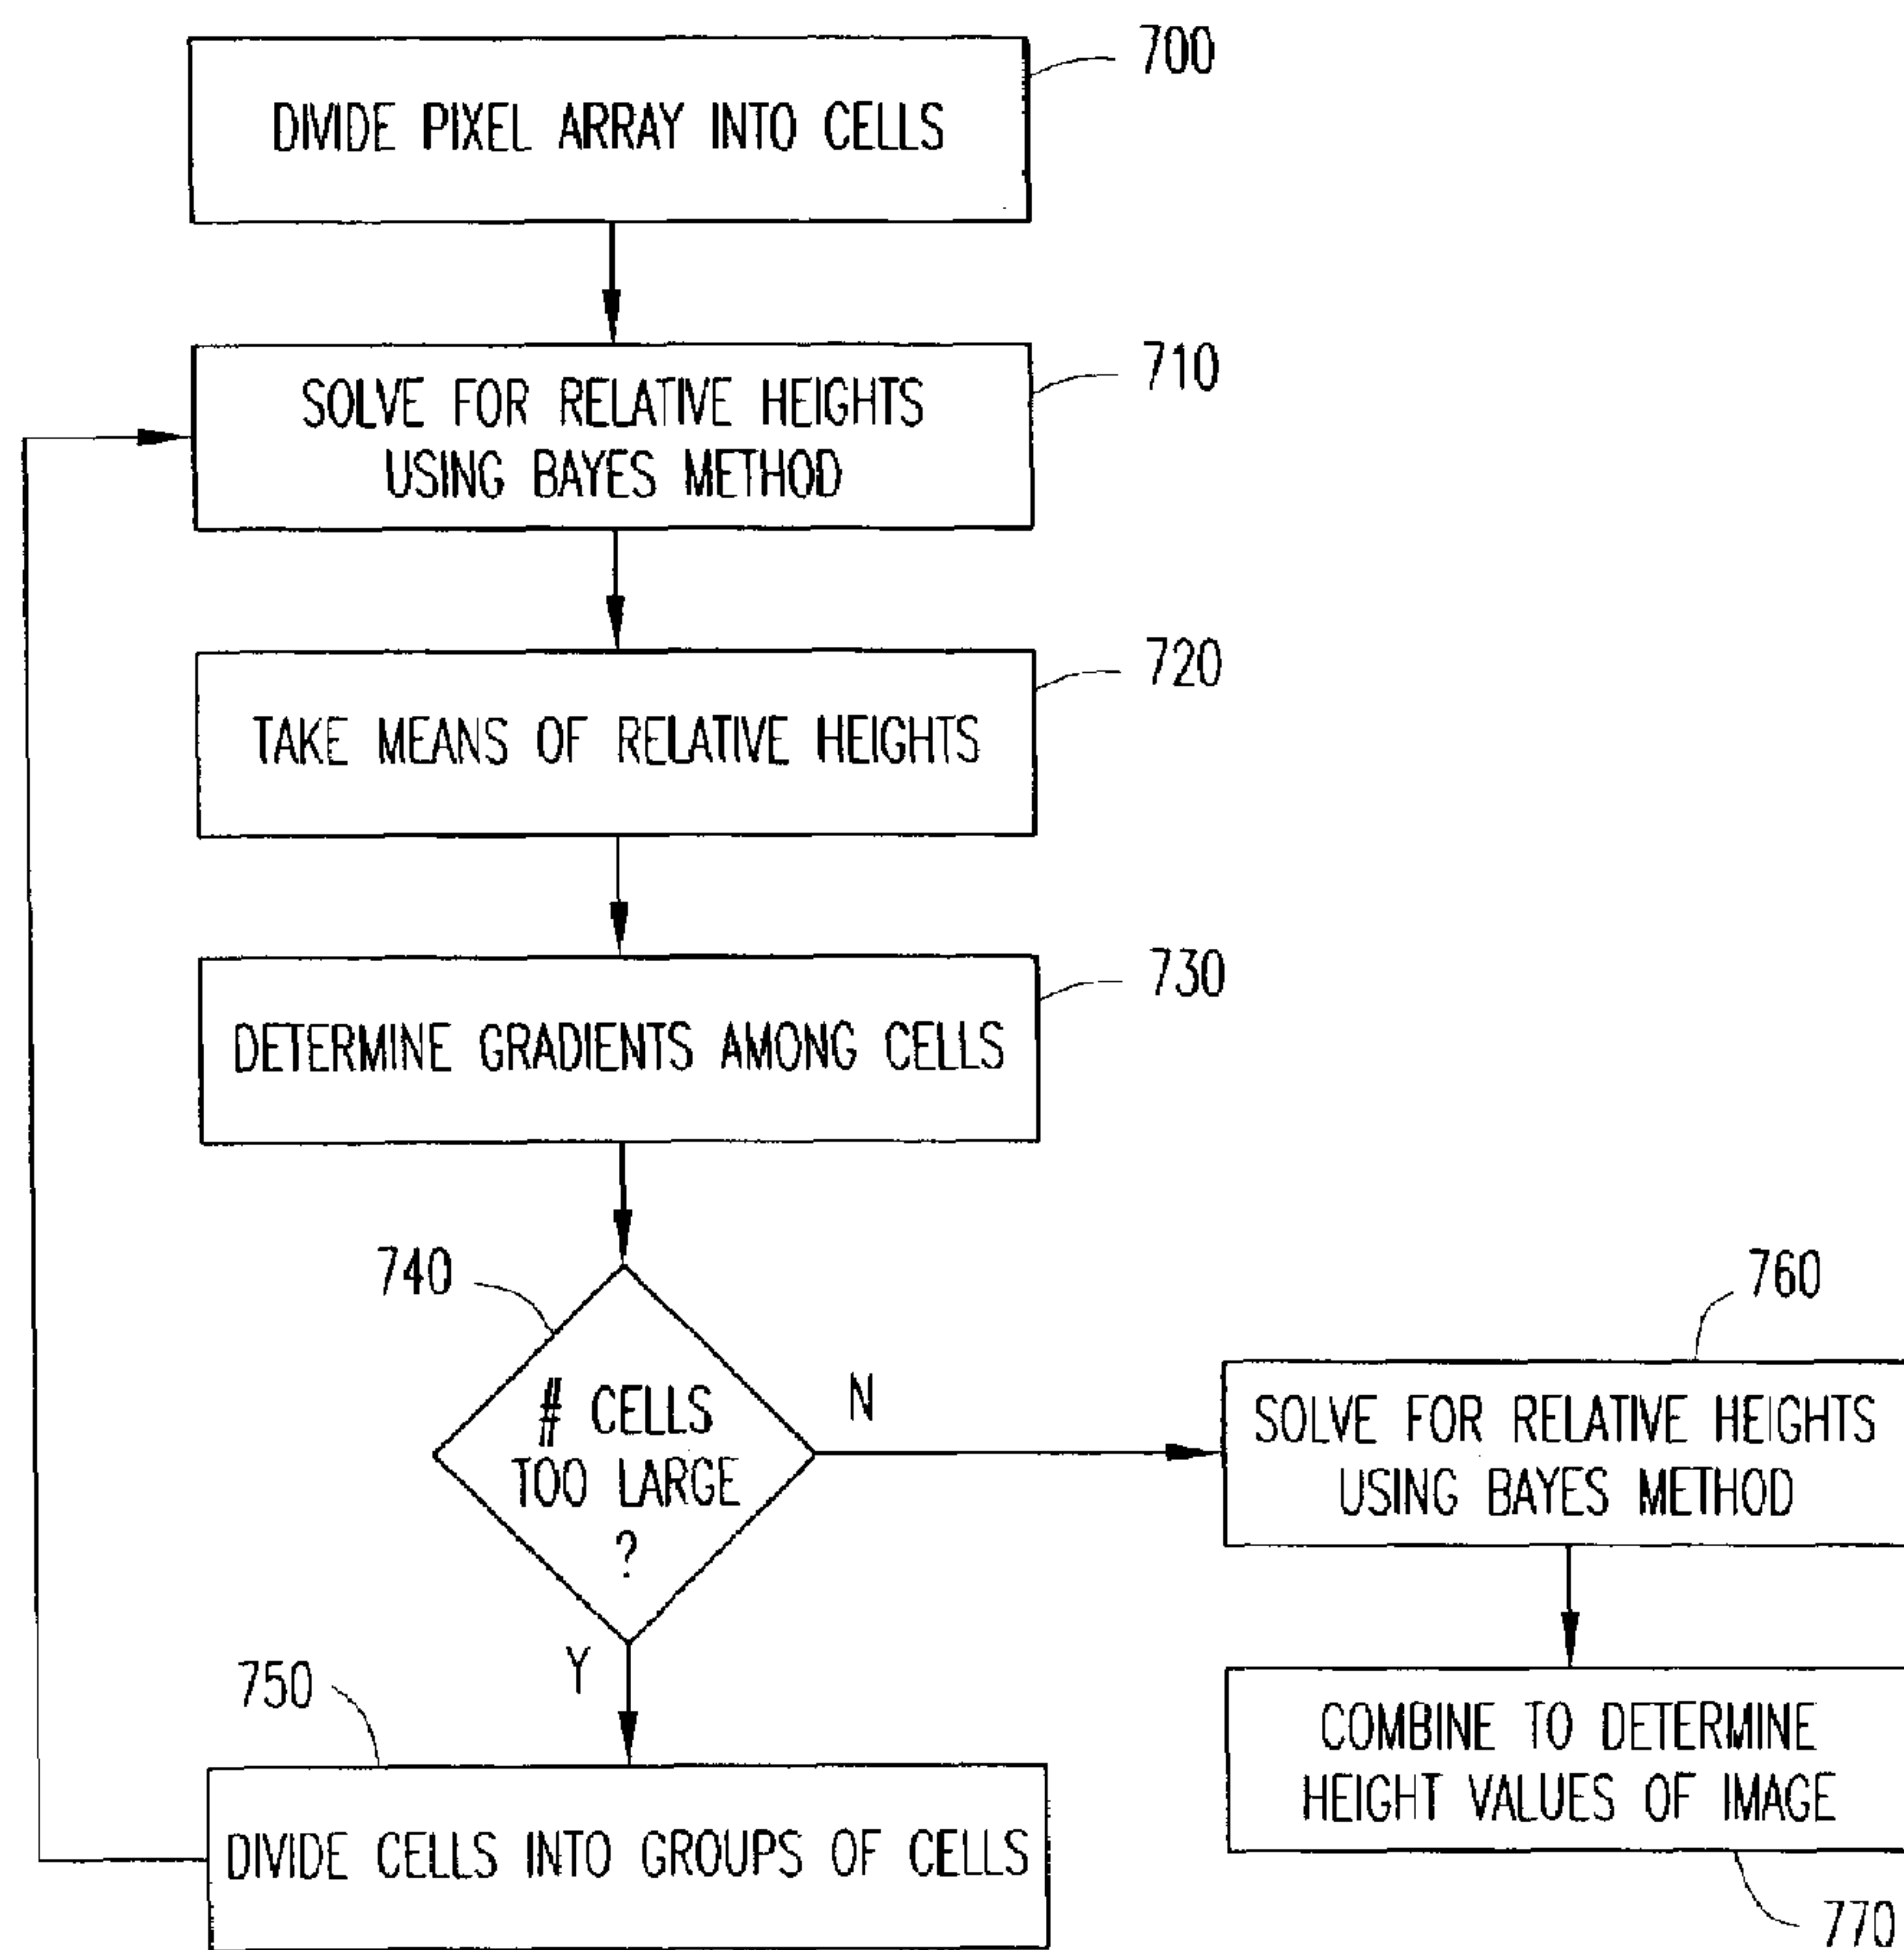 700
DIVIDE PIXEL ARRAY INTO CELLS
710
SOLVE FOR RELATIVE HEIGHTS
USING BAYES METHOD
720
TAKE MEANS OF RELATIVE HEIGHTS
730
DETERMINE GRADIENTS AMONG CELLS
740
# CELLS
TOO LARGE
?
N
Y
750
DIVIDE CELLS INTO GROUPS OF CELLS
760
SOLVE FOR RELATIVE HEIGHTS
USING BAYES METHOD
COMBINE TO DETERMINE
HEIGHT VALUES OF IMAGE
770